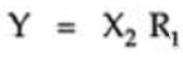 Y = X₂ R₁